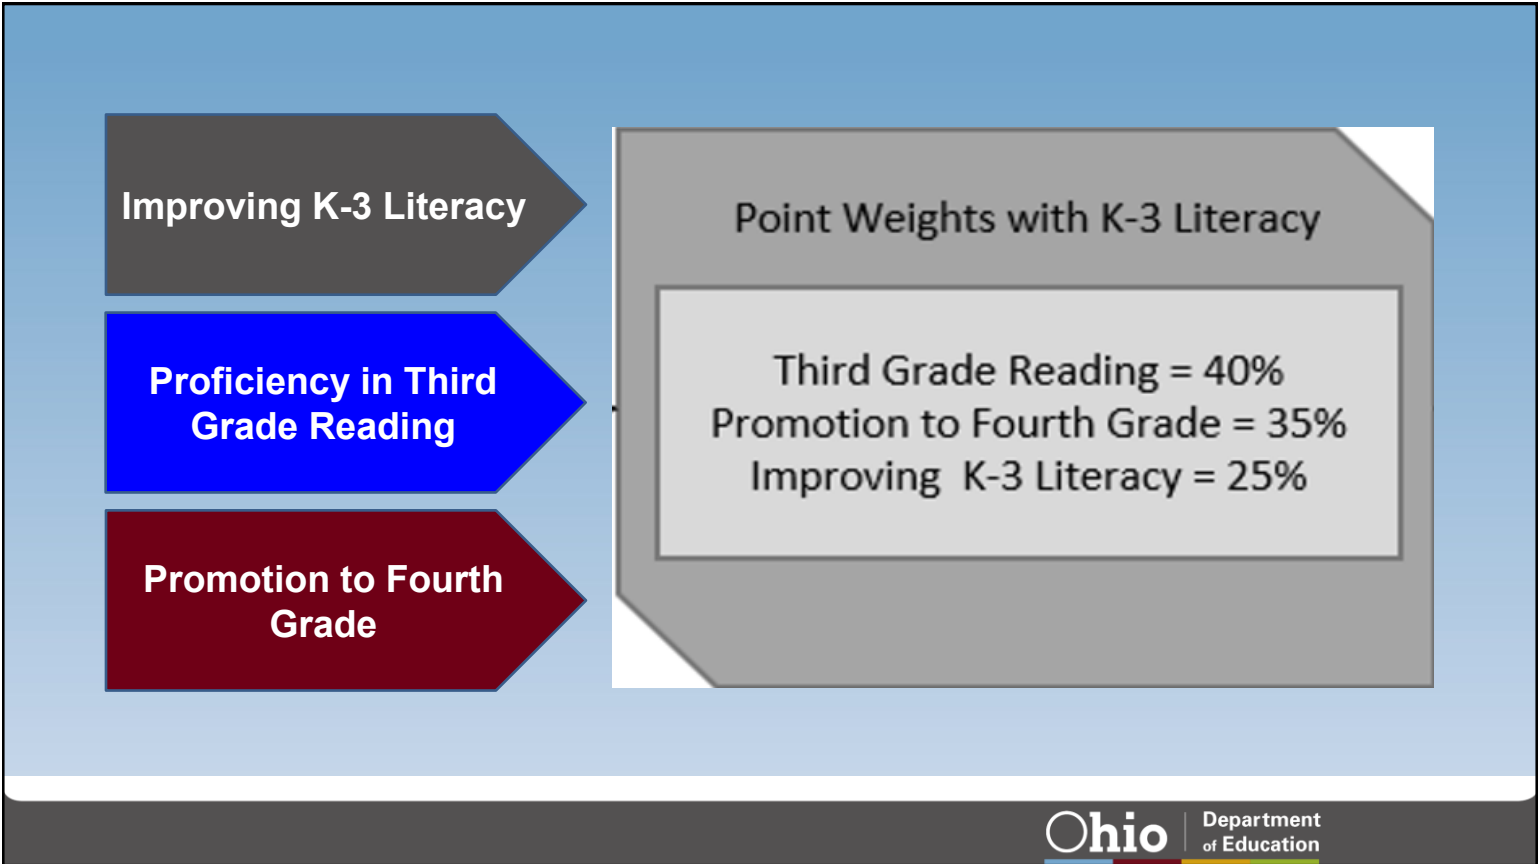 Improving K-3 Literacy
Proficiency in Third
Grade Reading
Promotion to Fourth
Grade
Point Weights with K-3 Literacy
Third Grade Reading = 40%
Promotion to Fourth Grade = 35%
Improving  K-3 Literacy = 25%
Ohio
Department
of Education